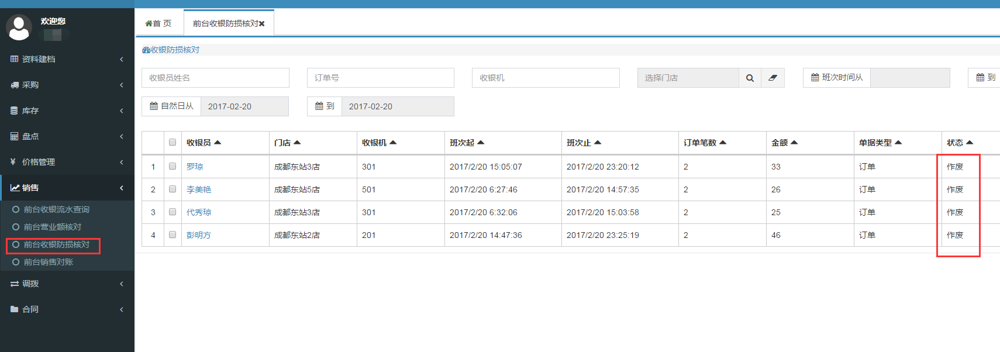 欢迎您
资料建档
采购
库存
盘点
¥ 价格管理
销售
前台收银流水查询
前台营业额核对
前台收银防损核对
前台销售对账
调拨
合同
首 页 前台收银防损核对
收银防损核对
收银员姓名 订单号 收银机 选择门店 班次时间从 到
自然日从 2017-02-20 到 2017-02-20
收银员 门店 收银机 班次起 班次止 订单笔数 金额 单据类型 状态
1 罗琼 成都东站3店 301 2017/2/20 15:05:07 2017/2/20 23:20:12 2 33 订单 作废
2 李美艳 成都东站5店 501 2017/2/20 6:27:46 2017/2/20 14:57:35 2 26 订单 作废
3 代秀琼 成都东站3店 301 2017/2/20 6:32:06 2017/2/20 15:03:58 2 25 订单 作废
4 彭明方 成都东站2店 201 2017/2/20 14:47:36 2017/2/20 23:25:19 2 46 订单 作废